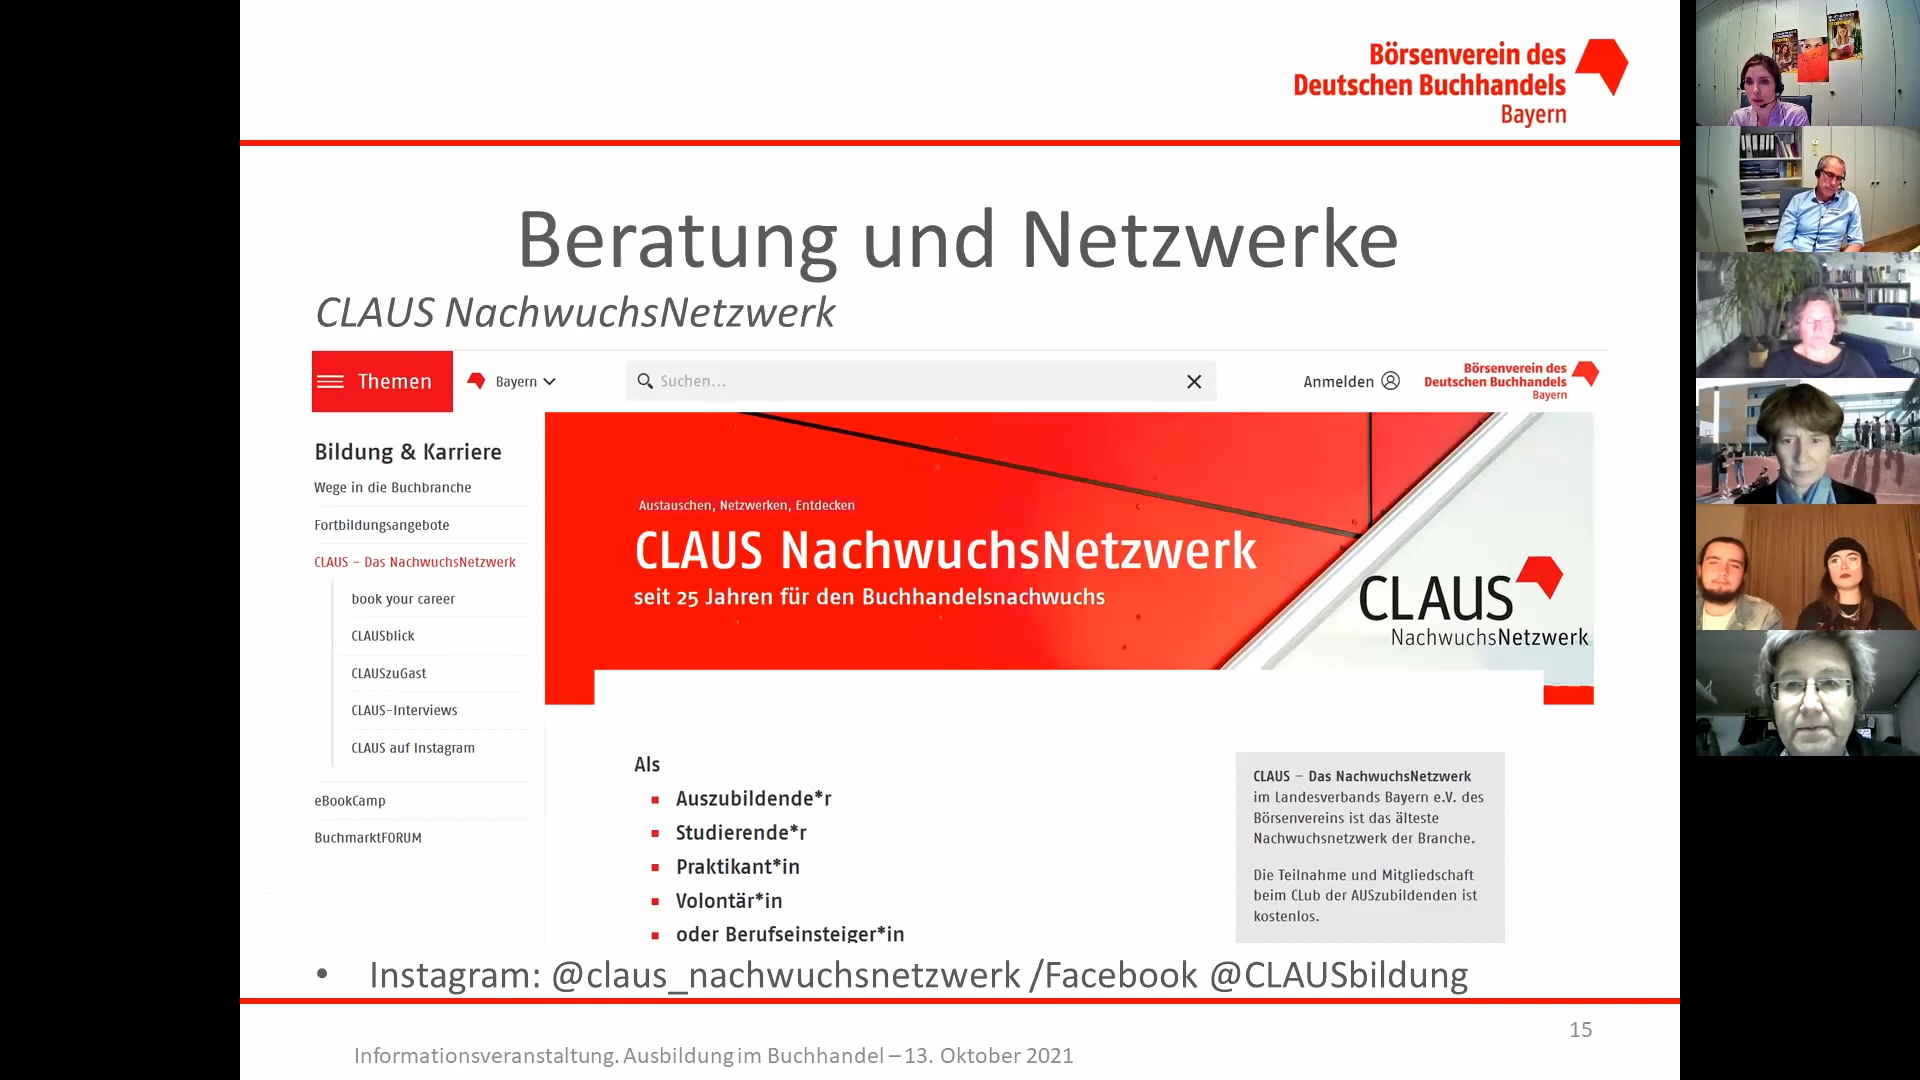 Börsenverein des
Deutschen Buchhandels
Bayern
Beratung und Netzwerke
CLAUS NachwuchsNetzwerk
Themen
Bayern
Suchen...
Anmelden
Börsenverein des
Deutschen Buchhandels
Bayern
Bildung & Karriere
Wege in die Buchbranche
Fortbildungsangebote
CLAUS - Das NachwuchsNetzwerk
book your career
CLAUSblick
CLAUSzuGast
CLAUS-Interviews
CLAUS auf Instagram
eBookCamp
BuchmarktFORUM
Austauschen, Netzwerken, Entdecken
CLAUS NachwuchsNetzwerk
seit 25 Jahren für den Buchhandelsnachwuchs
CLAUS
NachwuchsNetzwerk
Als
Auszubildende*r
Studierende*r
Praktikant*in
Volontär*in
oder Berufseinsteiger*in
CLAUS – Das NachwuchsNetzwerk
im Landesverbands Bayern e.V. des
Börsenvereins ist das älteste
Nachwuchsnetzwerk der Branche.
Die Teilnahme und Mitgliedschaft
beim CLub der AUSzubildenden ist
kostenlos.
• Instagram: @claus_nachwuchsnetzwerk /Facebook @CLAUSbildung
15
Informationsveranstaltung. Ausbildung im Buchhandel – 13. Oktober 2021